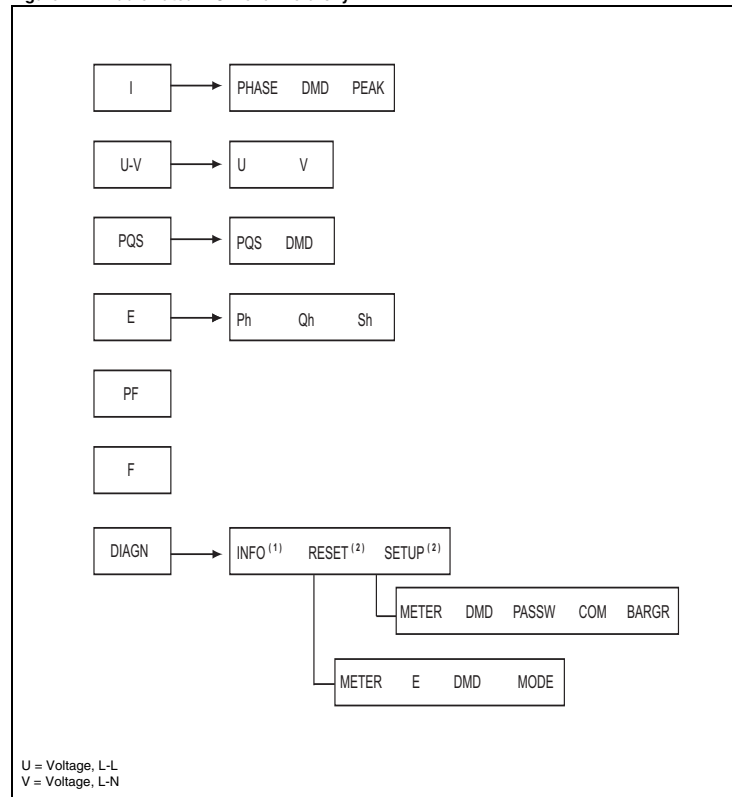 I PHASE DMD PEAK
U-V U V
PQS PQS DMD
E Ph Qh Sh
PF
F
DIAGN INFO (1) RESET (2) SETUP (2)
METER DMD PASSW COM BARGR
METER E DMD MODE
U = Voltage, L-L
V = Voltage, L-N